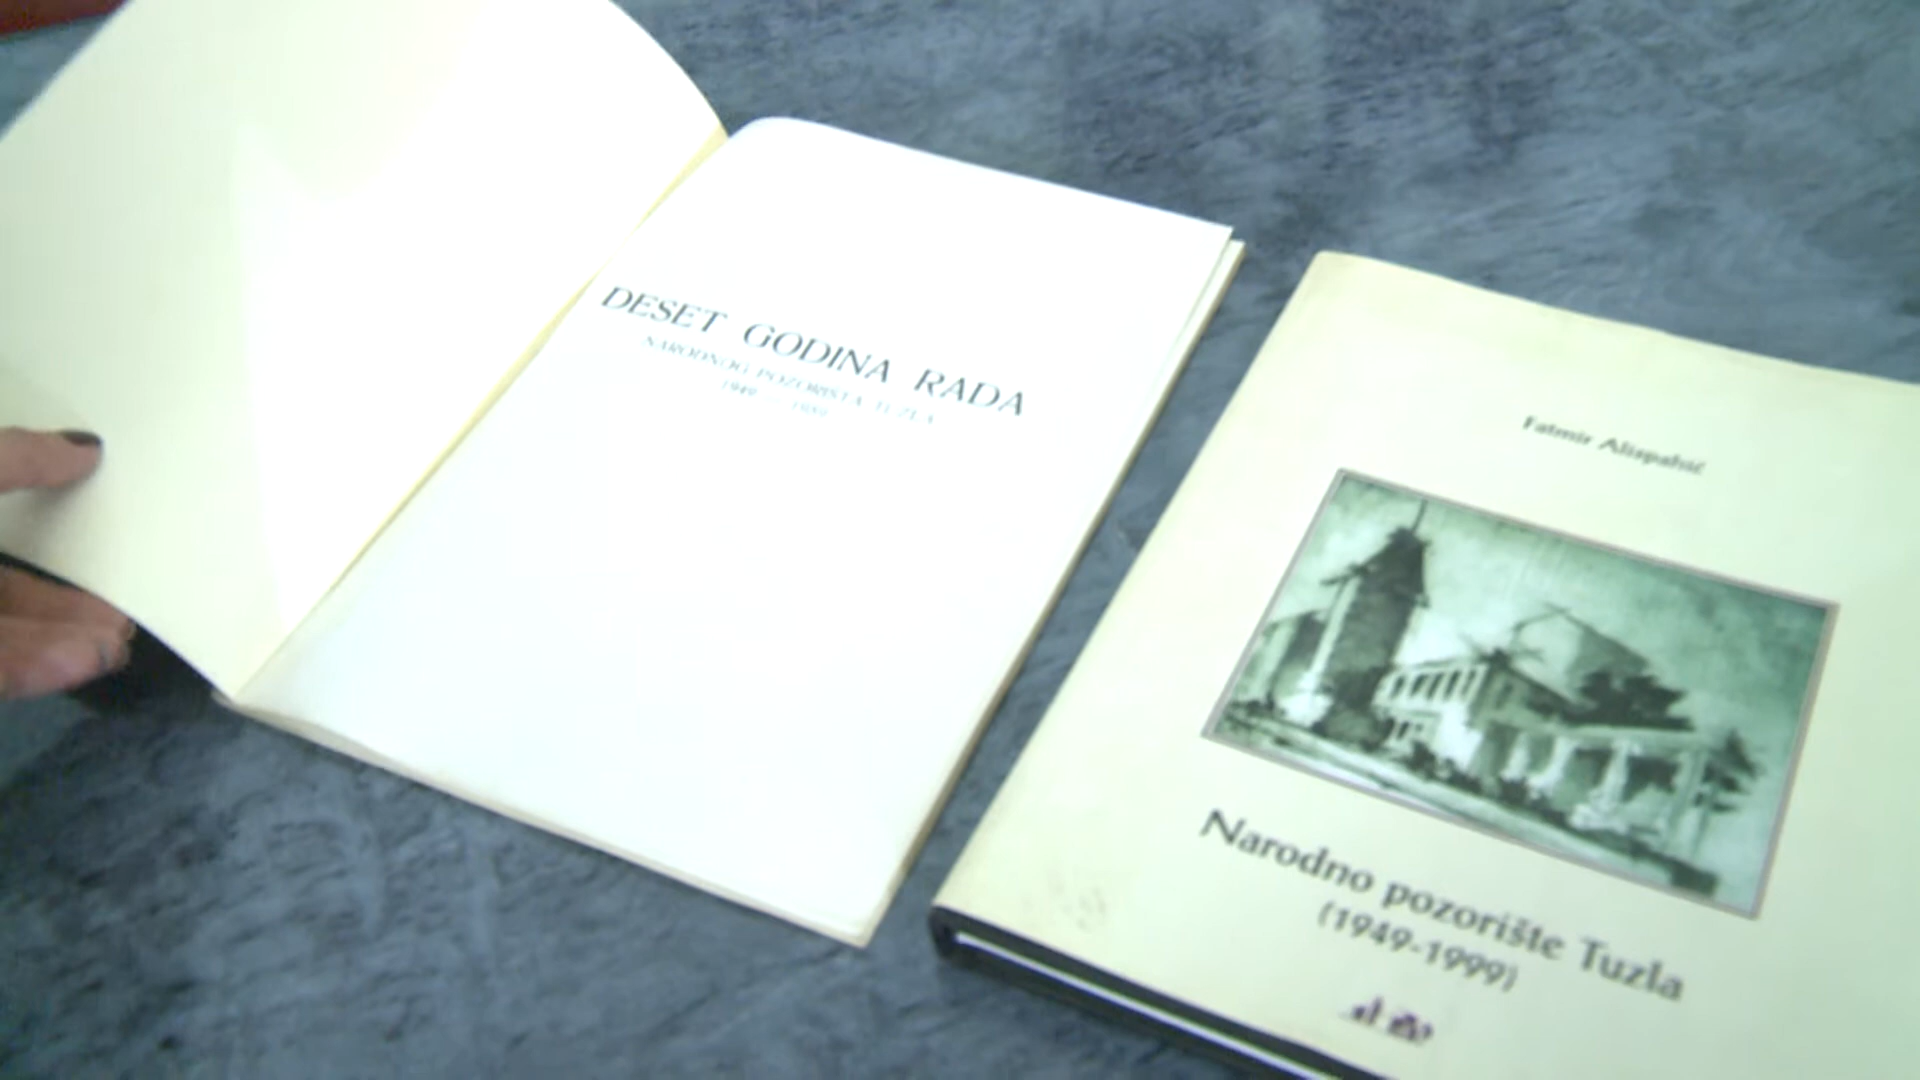 DESET GODINA RADA
NARODNOG POZORIŠTA TUZLA
Fatmir Alispahić
Narodno pozorište Tuzla
(1949-1999)